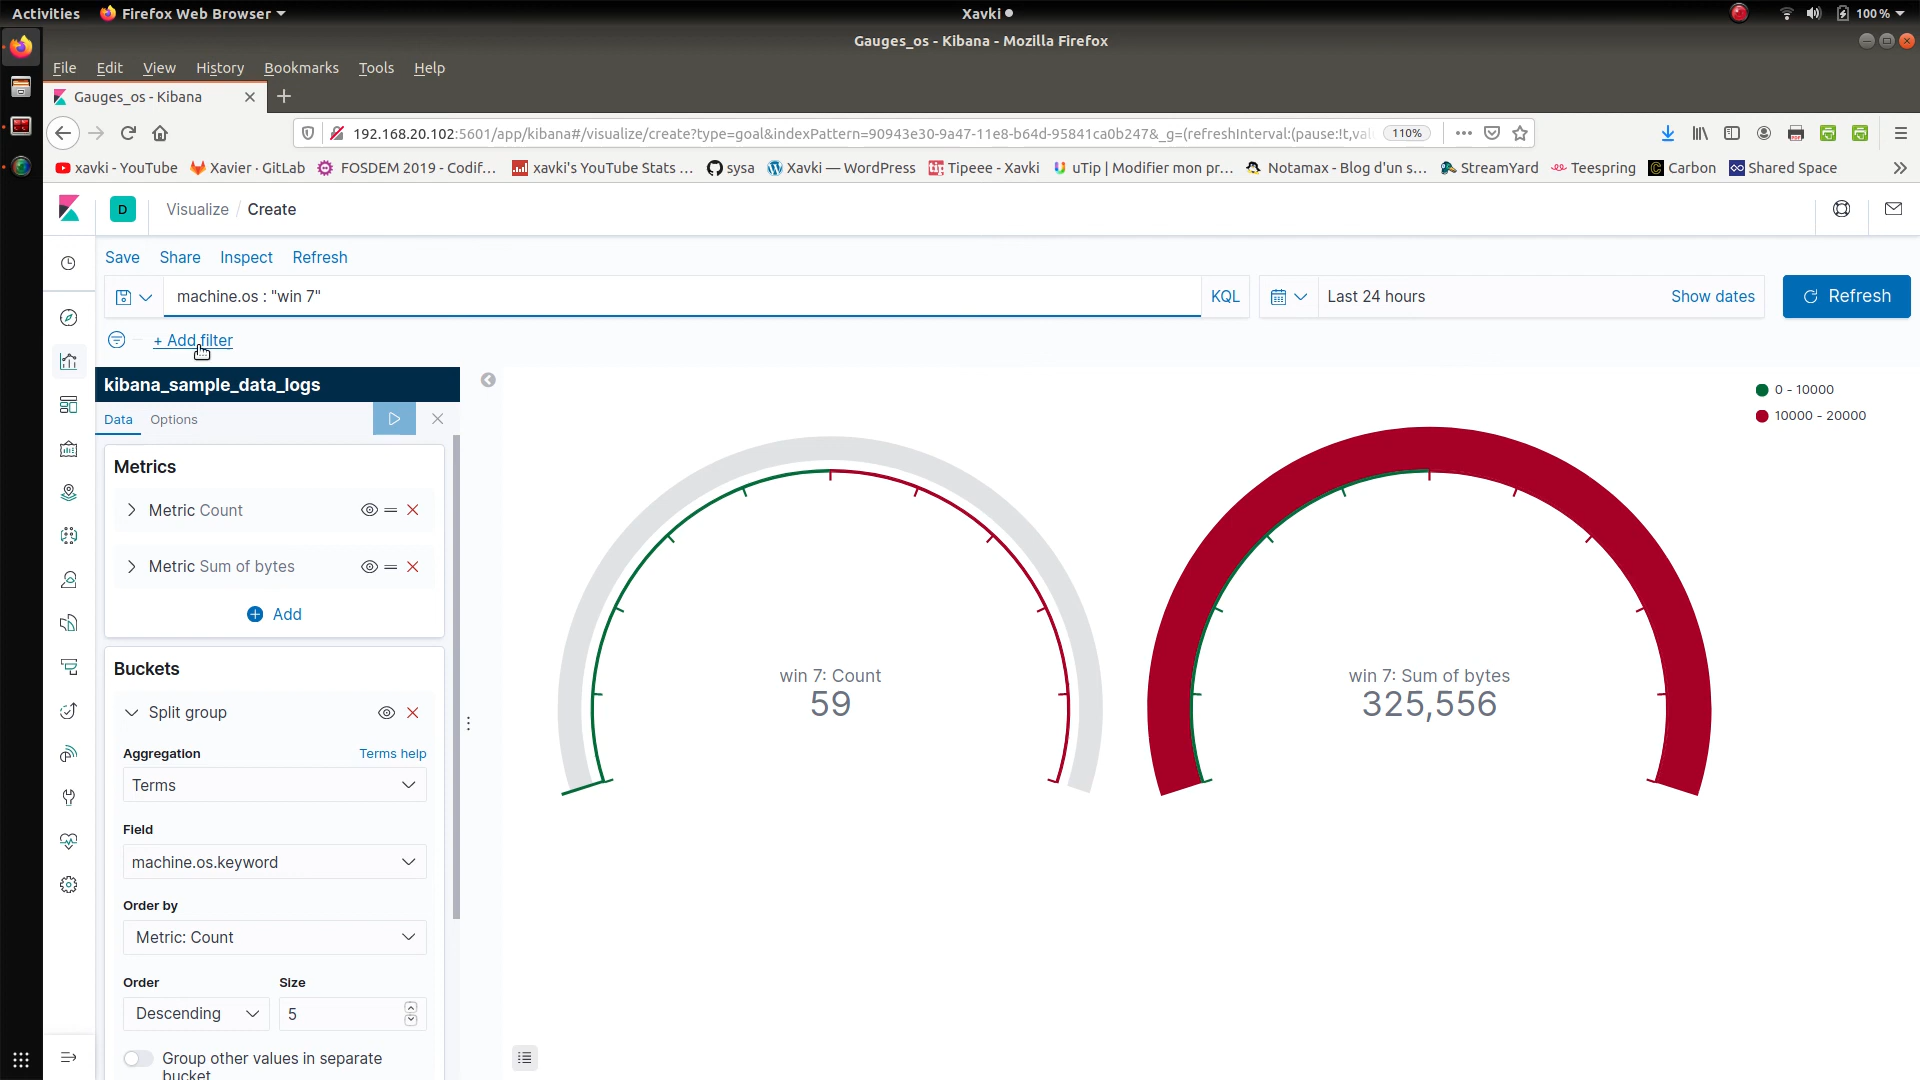 Activities
Firefox Web Browser
Xavki
100 %
Gauges_os - Kibana - Mozilla Firefox
File Edit View History Bookmarks Tools Help
Gauges_os - Kibana
192.168.20.102:5601/app/kibana#/visualize/create?type=goal&indexPattern=90943e30-9a47-11e8-b64d-95841ca0b247&_g=(refreshInterval:(pause:!t,val
110%
xavki - YouTube
Xavier · GitLab
FOSDEM 2019 - Codif...
xavki's YouTube Stats ...
sysa
Xavki — WordPress
Tipeee - Xavki
uTip | Modifier mon pr...
Notamax - Blog d'un s...
StreamYard
Teespring
Carbon
Shared Space
D
Visualize / Create
Save Share Inspect Refresh
machine.os : "win 7"
KQL
Last 24 hours
Show dates
Refresh
+ Add filter
kibana_sample_data_logs
Data Options
Metrics
Metric Count
Metric Sum of bytes
Add
Buckets
Split group
Aggregation
Terms help
Terms
Field
machine.os.keyword
Order by
Metric: Count
Order
Size
Descending
5
Group other values in separate
bucket
win 7: Count
59
win 7: Sum of bytes
325,556
0 - 10000
10000 - 20000